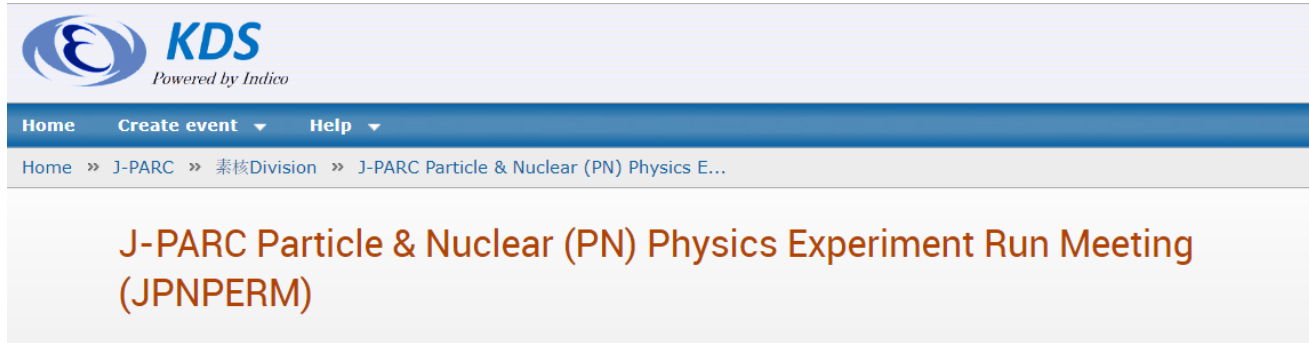 KDS
Powered by Indico
Home Create event Help
Home » J-PARC » 素核Division » J-PARC Particle & Nuclear (PN) Physics E...
J-PARC Particle & Nuclear (PN) Physics Experiment Run Meeting
(JPNPERM)